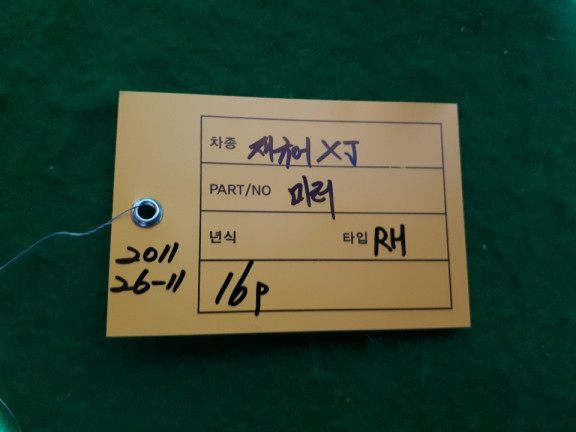 차종 재규어 XJ
PART/NO 미러
년식 타입 RH
16P
2011
26-11